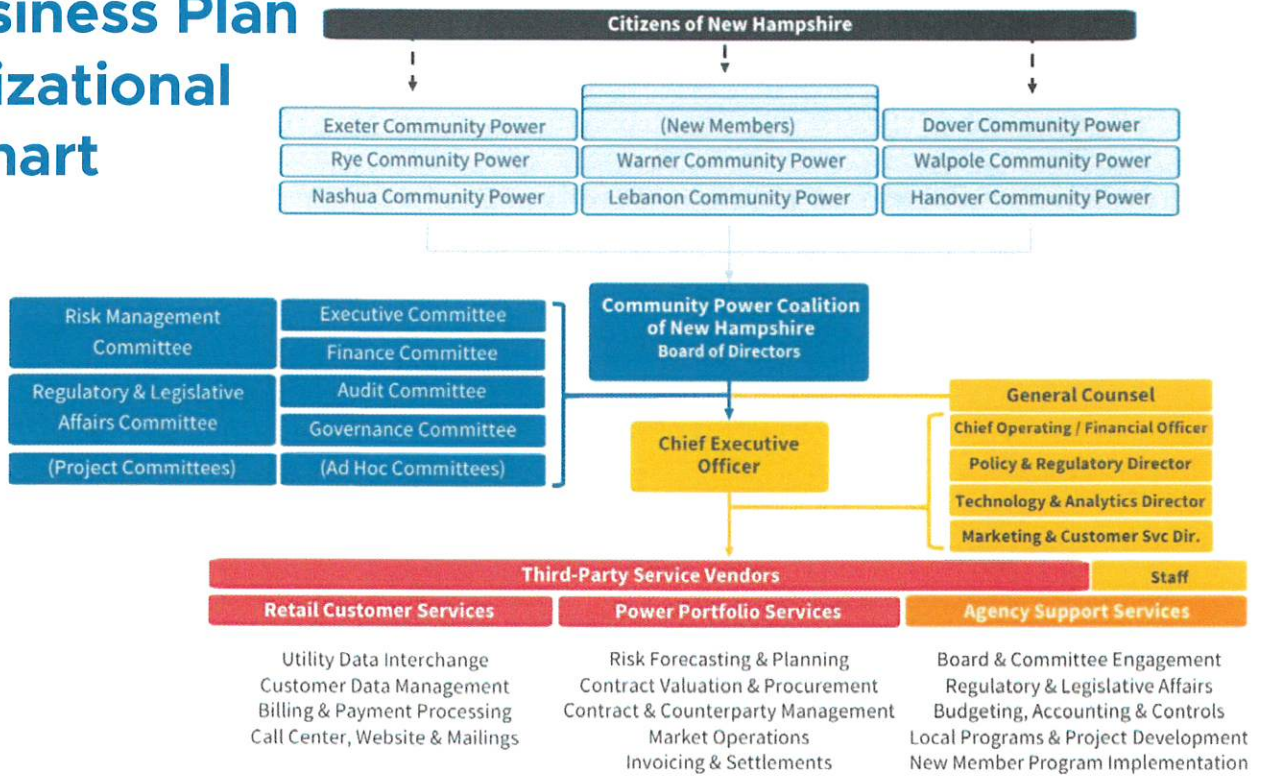 siness Plan
izational
hart
Citizens of New Hampshire
Exeter Community Power
(New Members)
Dover Community Power
Rye Community Power
Warner Community Power
Walpole Community Power
Nashua Community Power
Lebanon Community Power
Hanover Community Power
Community Power Coalition
of New Hampshire
Board of Directors
Risk Management
Committee
Regulatory & Legislative
Affairs Committee
(Project Committees)
Executive Committee
Finance Committee
Audit Committee
Governance Committee
(Ad Hoc Committees)
Chief Executive
Officer
General Counsel
Chief Operating / Financial Officer
Policy & Regulatory Director
Technology & Analytics Director
Marketing & Customer Svc Dir.
Third-Party Service Vendors
Staff
Retail Customer Services
Utility Data Interchange
Customer Data Management
Billing & Payment Processing
Call Center, Website & Mailings
Power Portfolio Services
Risk Forecasting & Planning
Contract Valuation & Procurement
Contract & Counterparty Management
Market Operations
Invoicing & Settlements
Agency Support Services
Board & Committee Engagement
Regulatory & Legislative Affairs
Budgeting, Accounting & Controls
Local Programs & Project Development
New Member Program Implementation